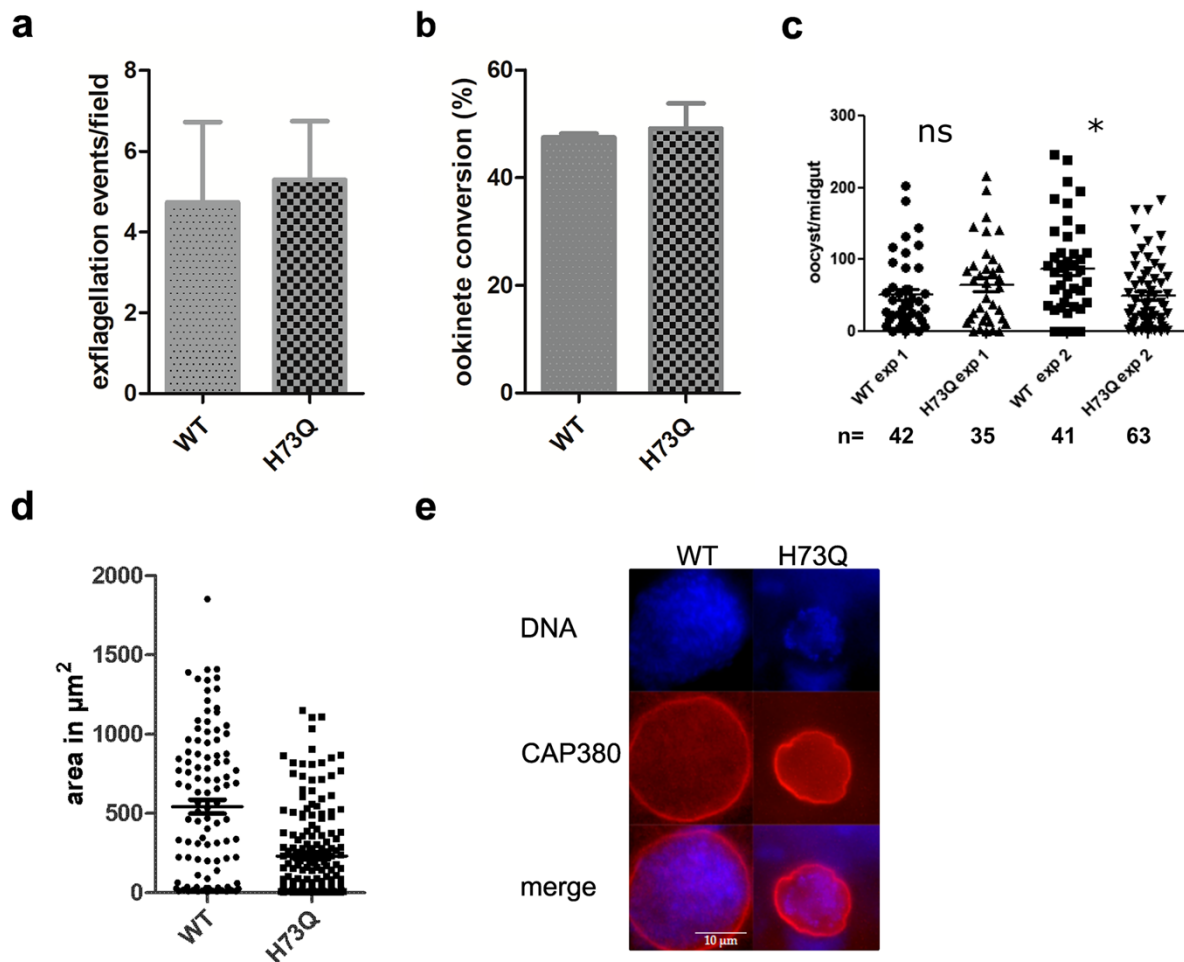 a
exflagellation events/field
8
6
4
2
0
WT
H73Q
b
ookinete conversion (%)
60
40
20
0
WT
H73Q
c
oocyst/midgut
300
200
100
0
ns
*
WT exp 1
H73Q exp 1
WT exp 2
H73Q exp 2
n= 42 35 41 63
d
area in µm²
2000
1500
1000
500
0
WT
H73Q
e
WT H73Q
DNA
CAP380
merge
10 µm